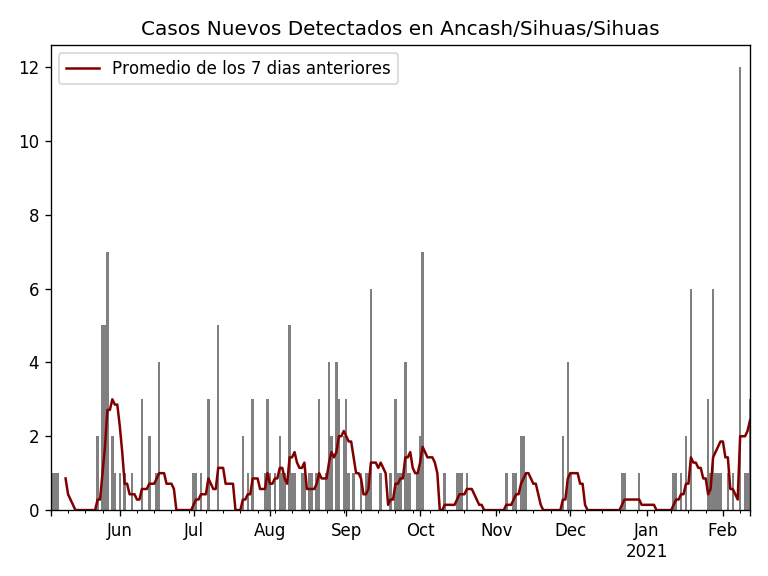 Casos Nuevos Detectados en Ancash/Sihuas/Sihuas
Promedio de los 7 dias anteriores
12
10
8
6
4
2
0
Jun Jul Aug Sep Oct Nov Dec Jan Feb
2021